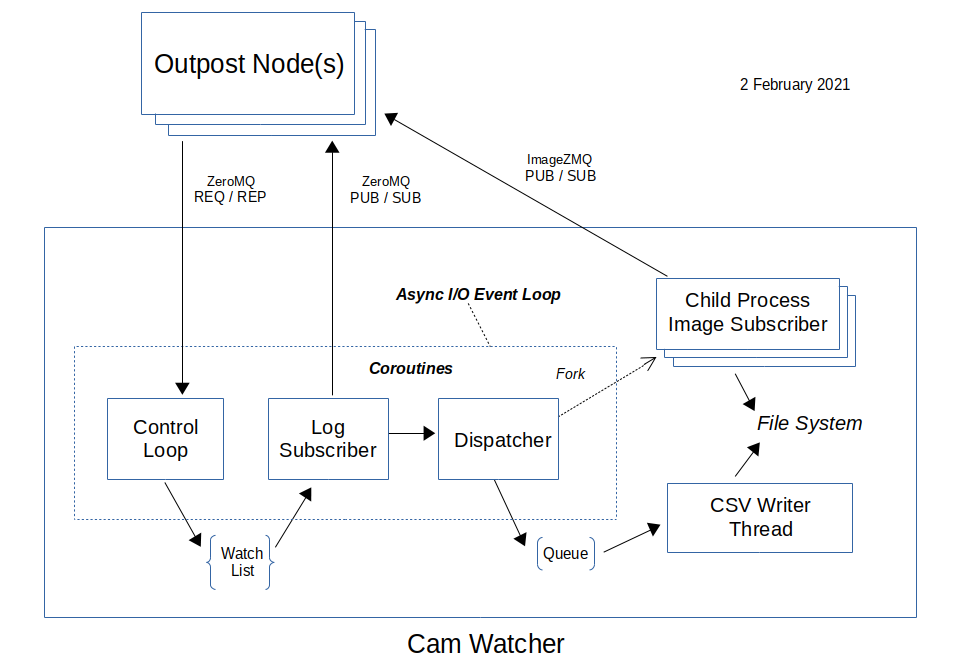 Outpost Node(s)
2 February 2021
ImageZMQ
PUB / SUB
ZeroMQ
REQ / REP
ZeroMQ
PUB / SUB
Async I/O Event Loop
Child Process
Image Subscriber
Coroutines
Fork
Control
Loop
Log
Subscriber
Dispatcher
File System
CSV Writer
Thread
Watch
List
Queue
Cam Watcher